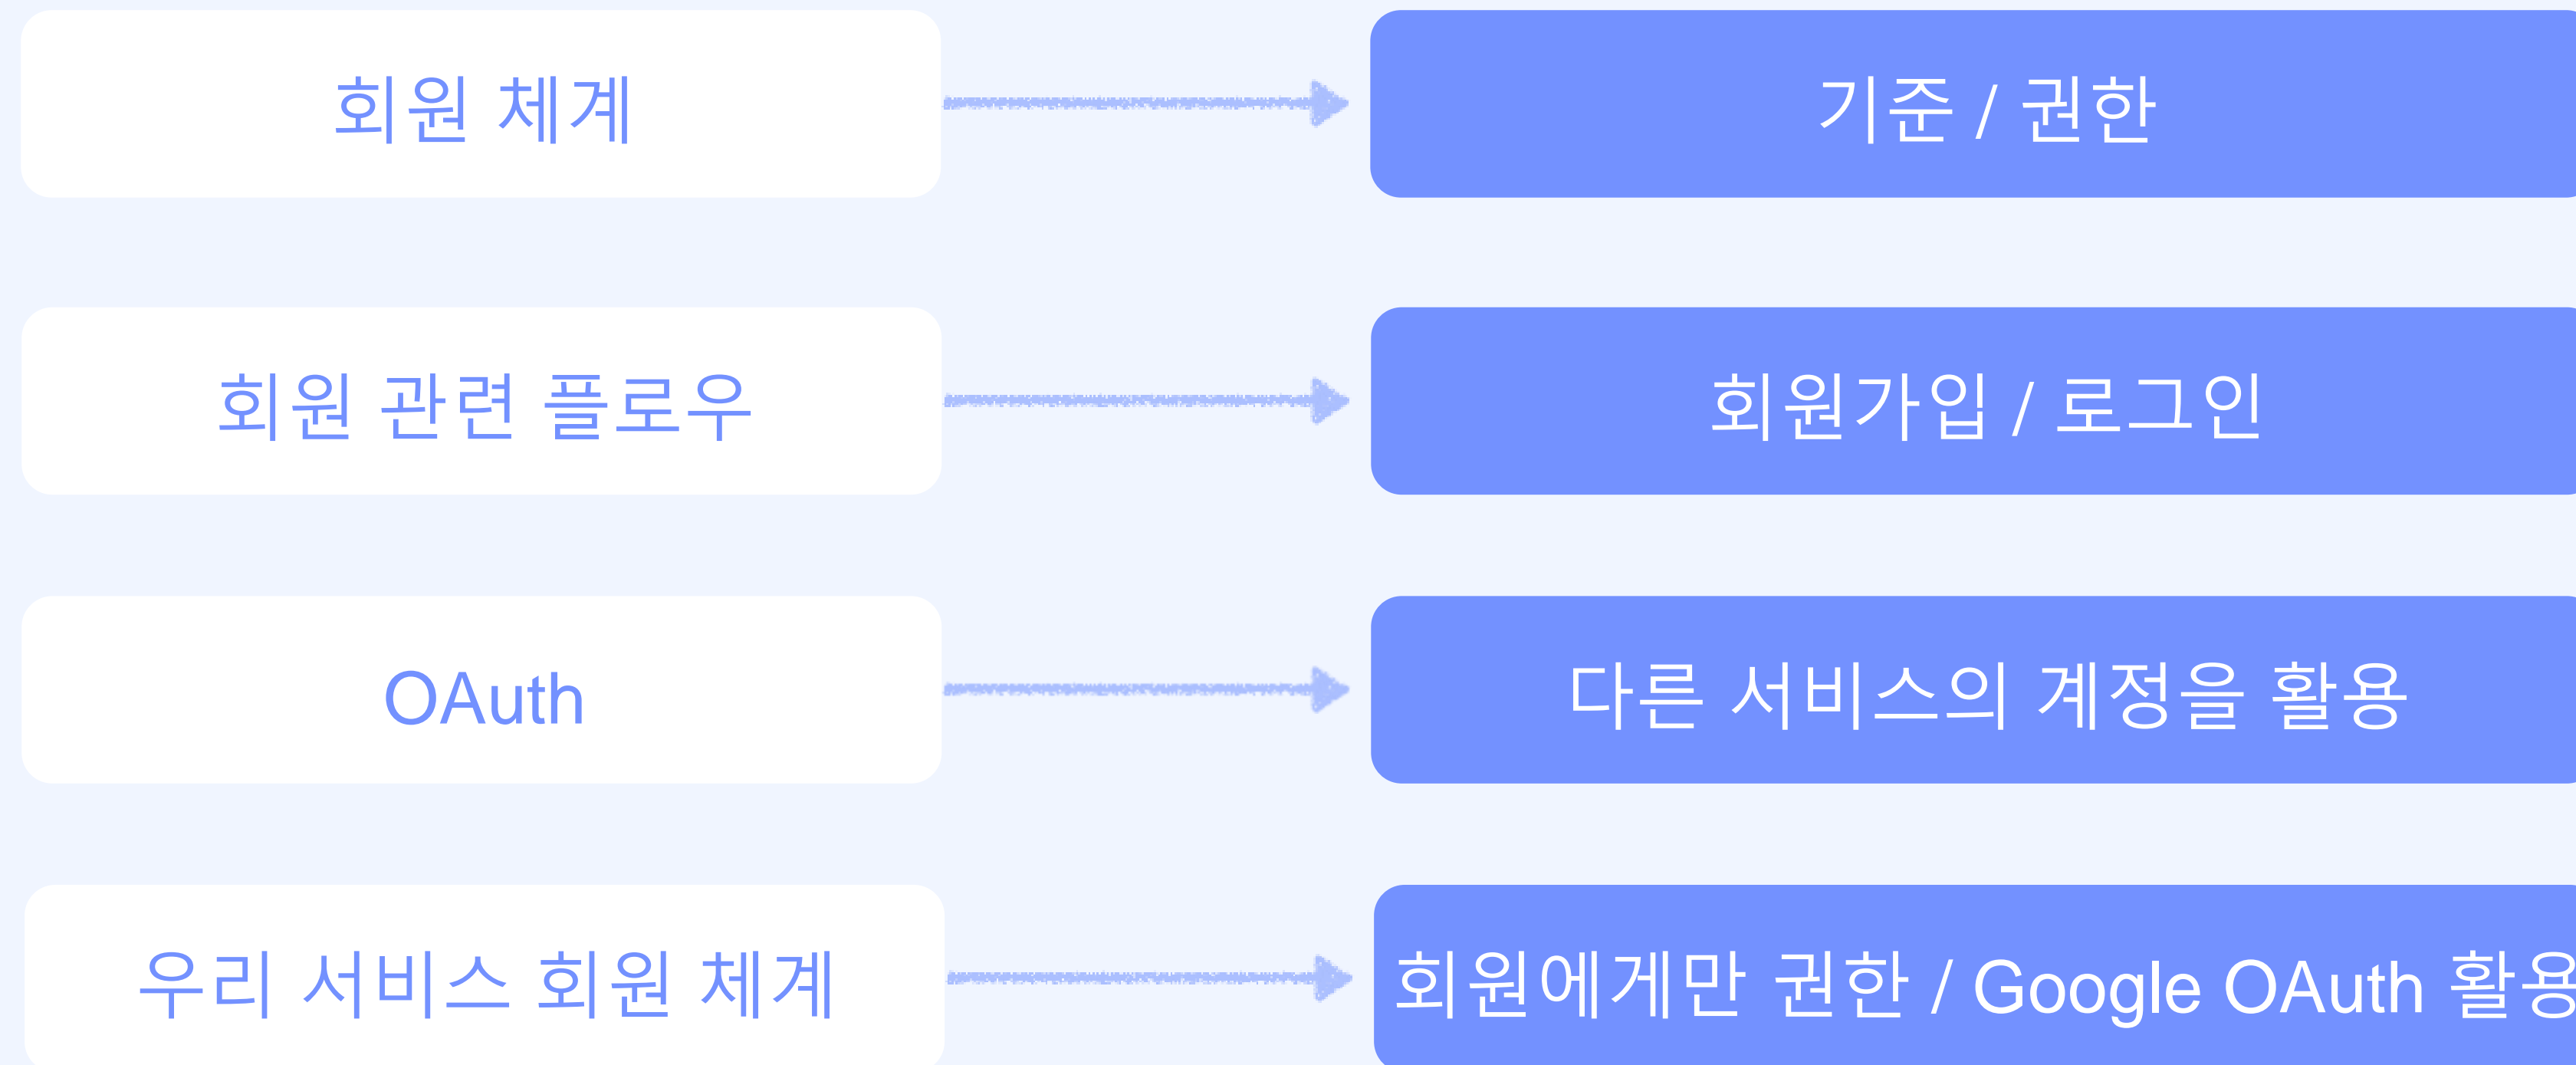 회원 체계
기준 / 권한
회원 관련 플로우
회원가입 / 로그인
OAuth
다른 서비스의 계정을 활용
우리 서비스 회원 체계
회원에게만 권한 / Google OAuth 활용